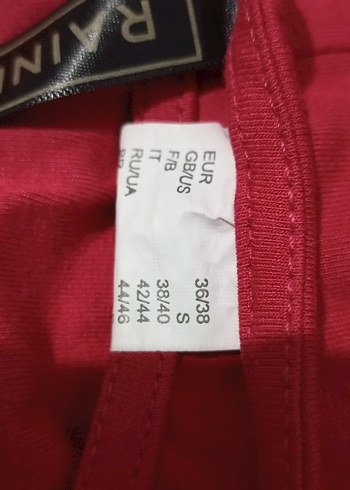 RAIN
EUR 36/38
GB/US S
F/B 38/40
IT 42/44
RU/UA 44/46